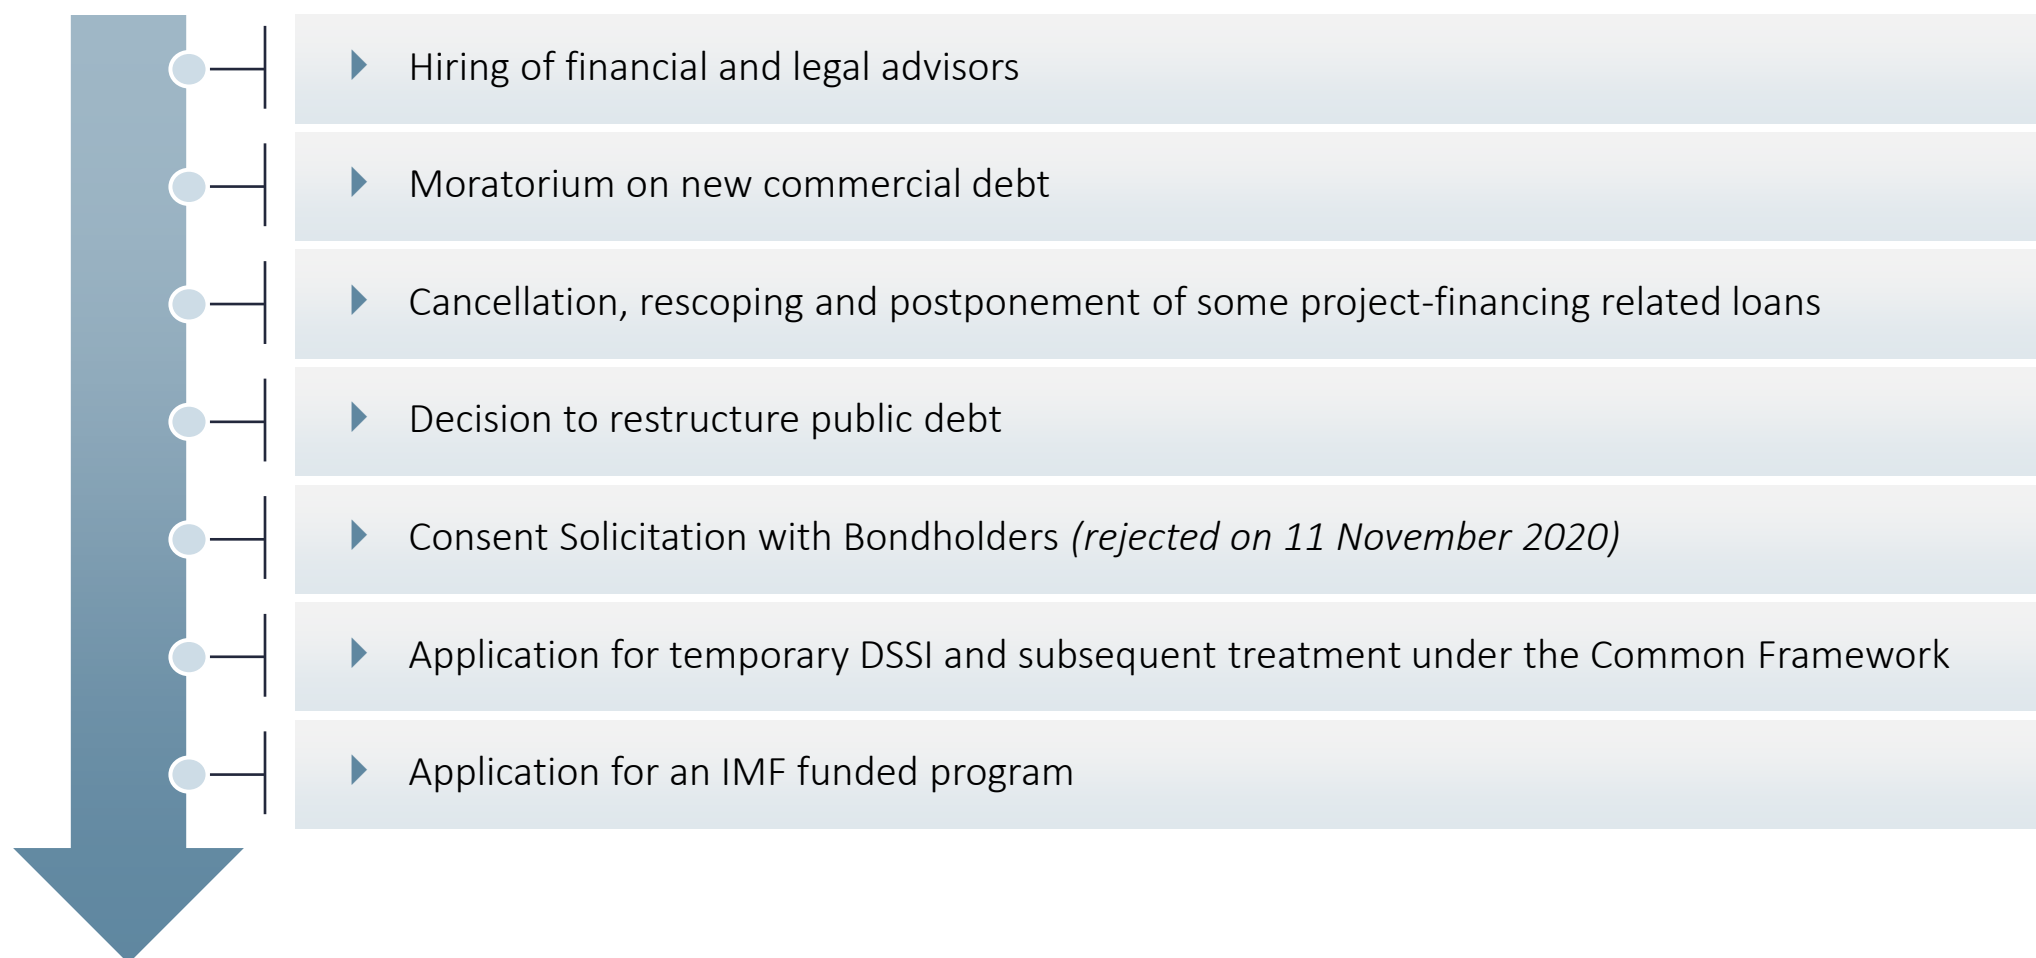 Hiring of financial and legal advisors
Moratorium on new commercial debt
Cancellation, rescoping and postponement of some project-financing related loans
Decision to restructure public debt
Consent Solicitation with Bondholders (rejected on 11 November 2020)
Application for temporary DSSI and subsequent treatment under the Common Framework
Application for an IMF funded program